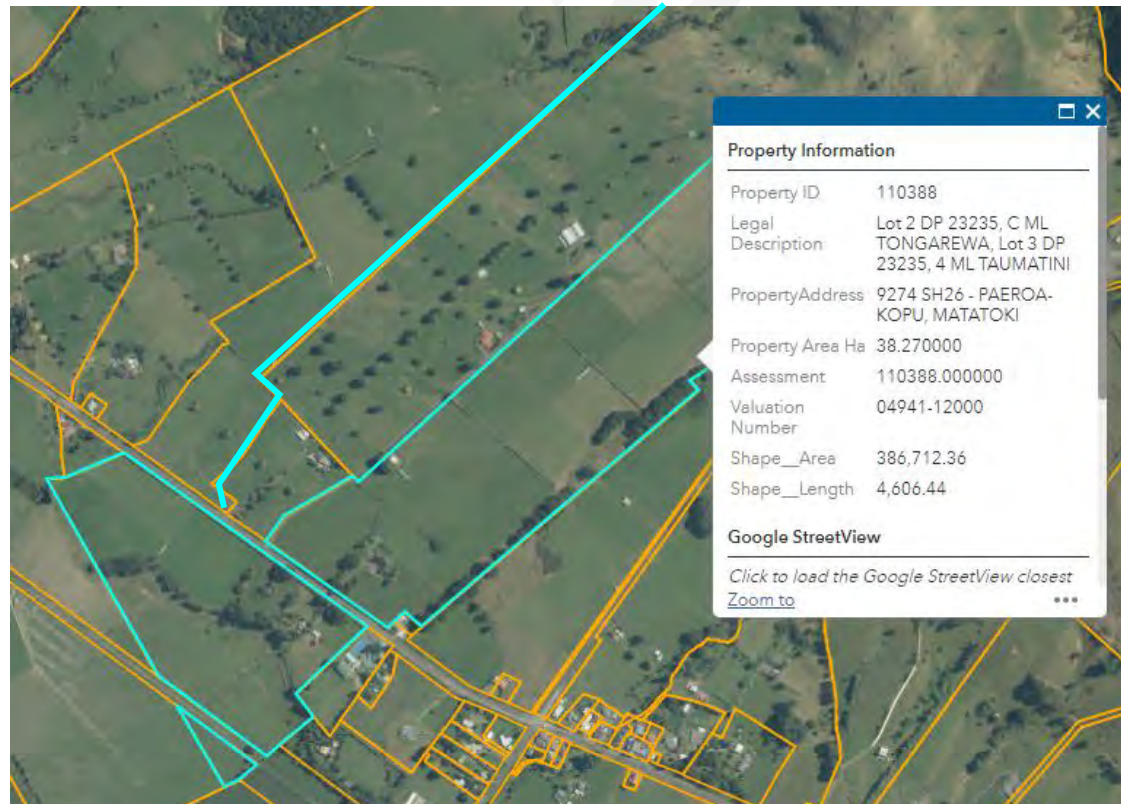 Property Information
Property ID 110388
Legal Description Lot 2 DP 23235, C ML
TONGAREWA, Lot 3 DP
23235, 4 ML TAUMATINI
PropertyAddress 9274 SH26 - PAEROA-
KOPU, MATATOKI
Property Area Ha 38.270000
Assessment 110388.000000
Valuation Number 04941-12000
Shape__Area 386,712.36
Shape__Length 4,606.44
Google StreetView
Click to load the Google StreetView closest
Zoom to